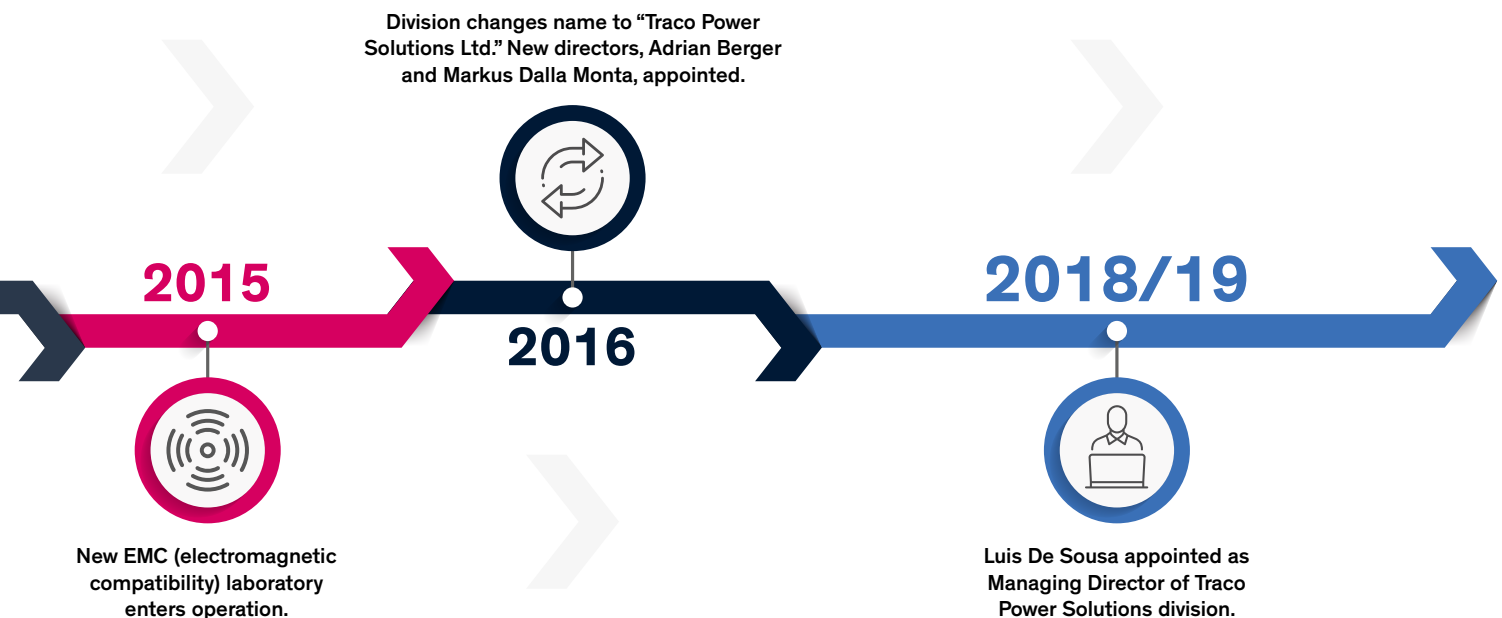 Division changes name to “Traco Power
Solutions Ltd.” New directors, Adrian Berger
and Markus Dalla Monta, appointed.
2015
2016
2018/19
New EMC (electromagnetic
compatibility) laboratory
enters operation.
Luis De Sousa appointed as
Managing Director of Traco
Power Solutions division.